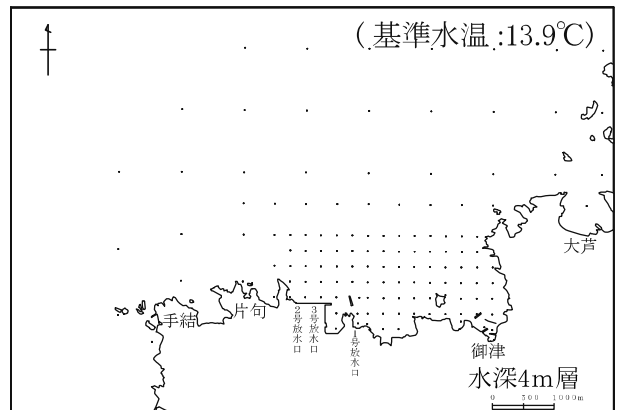 (基準水温:13.9℃)
大芦
手結
片句
2号放水口
3号放水口
1号放水口
御津
水深4m層
0 500 1000m